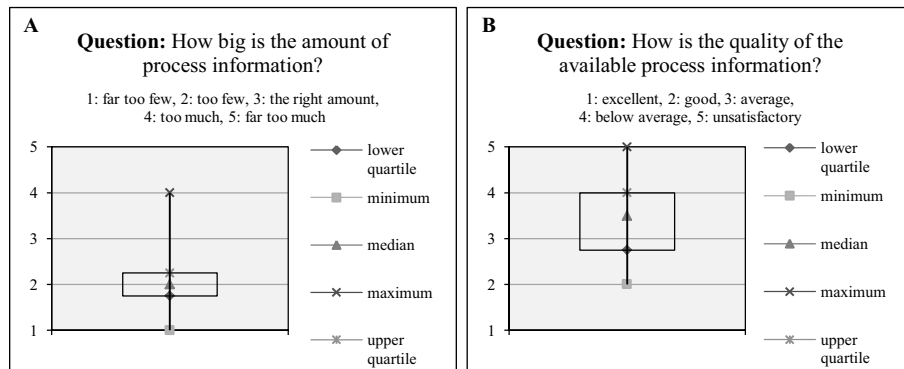 A
Question: How big is the amount of
process information?
1: far too few, 2: too few, 3: the right amount,
4: too much, 5: far too much
5
4
3
2
1
lower
quartile
minimum
median
maximum
upper
quartile
B
Question: How is the quality of the
available process information?
1: excellent, 2: good, 3: average,
4: below average, 5: unsatisfactory
5
4
3
2
1
lower
quartile
minimum
median
maximum
upper
quartile